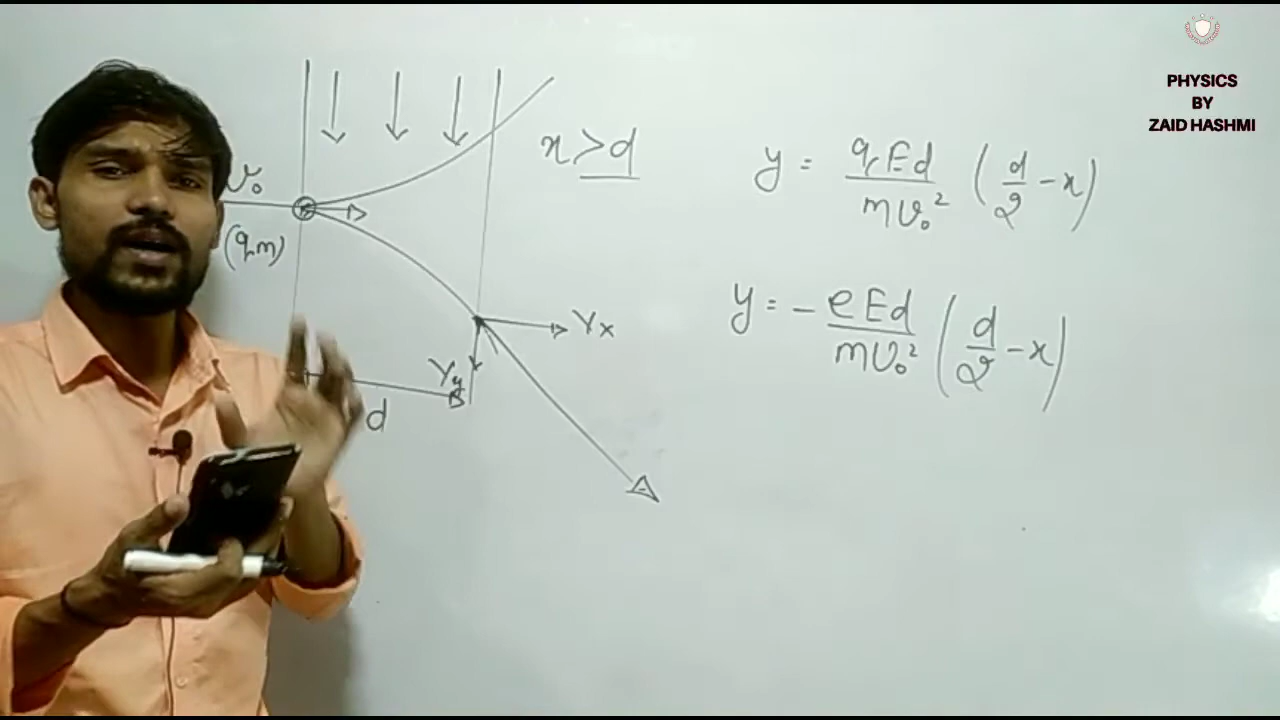 PHYSICS
BY
ZAID HASHMI
v₀
(q,m)
x > d
Vx
Vy
d
y = qEd/mv₀² (d/2 - x)
y = - eEd/mv₀² (d/2 - x)